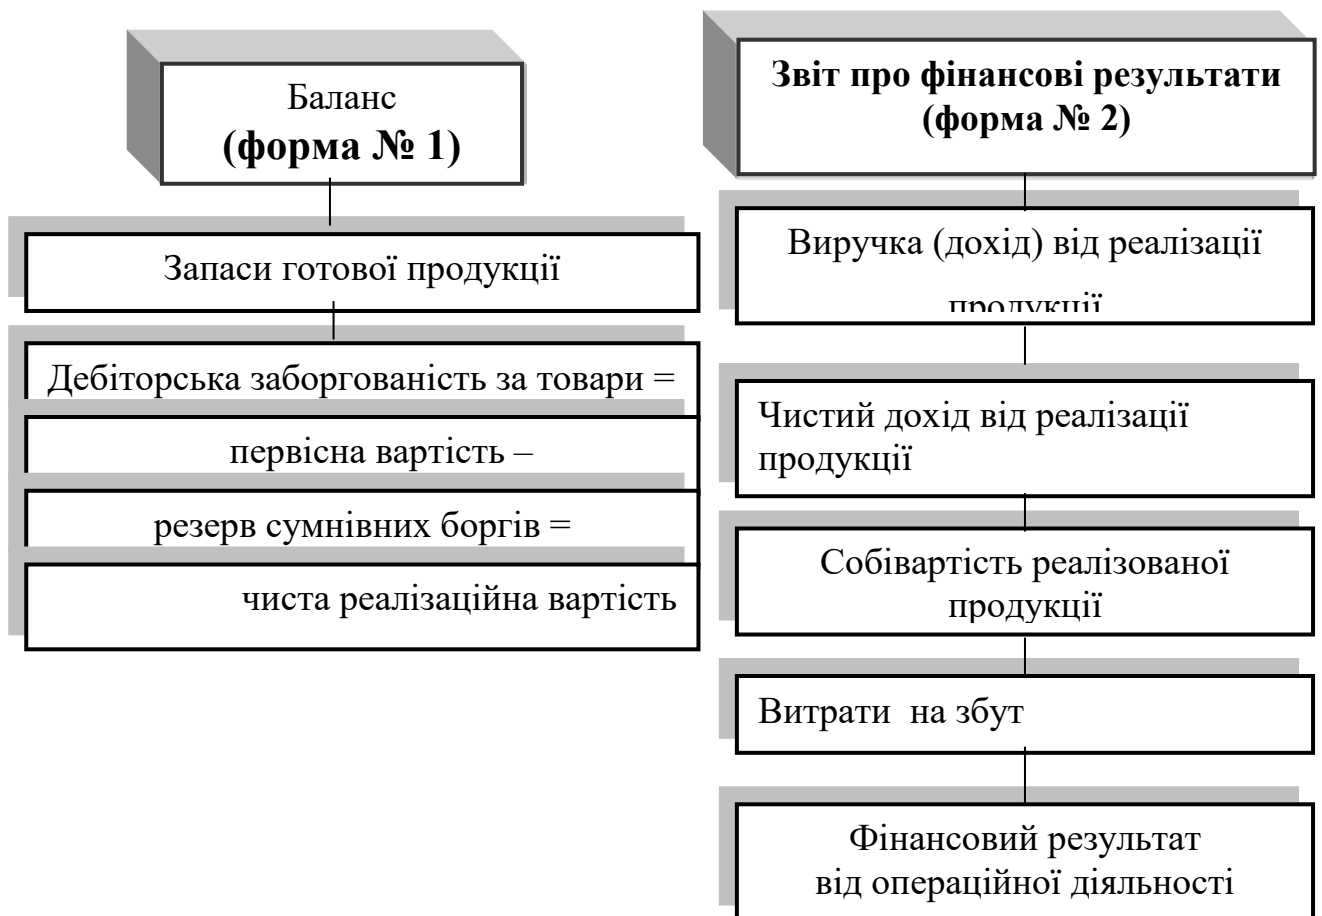 Баланс
(форма № 1)
Запаси готової продукції
Дебіторська заборгованість за товари =
первісна вартість –
резерв сумнівних боргів =
чиста реалізаційна вартість
Звіт про фінансові результати
(форма № 2)
Виручка (дохід) від реалізації
продукції
Чистий дохід від реалізації
продукції
Собівартість реалізованої
продукції
Витрати на збут
Фінансовий результат
від операційної діяльності